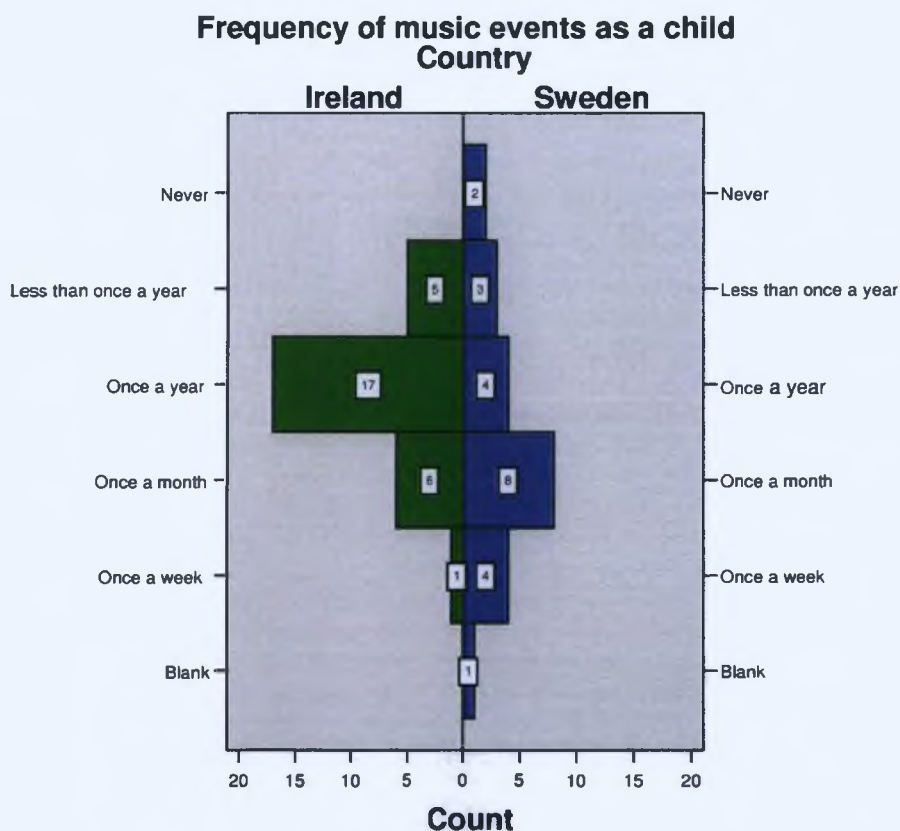 Frequency of music events as a child
Country
Ireland Sweden
Never 2 Never
Less than once a year 5 3 Less than once a year
Once a year 17 4 Once a year
Once a month 6 8 Once a month
Once a week 1 4 Once a week
Blank 1 Blank
20 15 10 5 0 5 10 15 20
Count